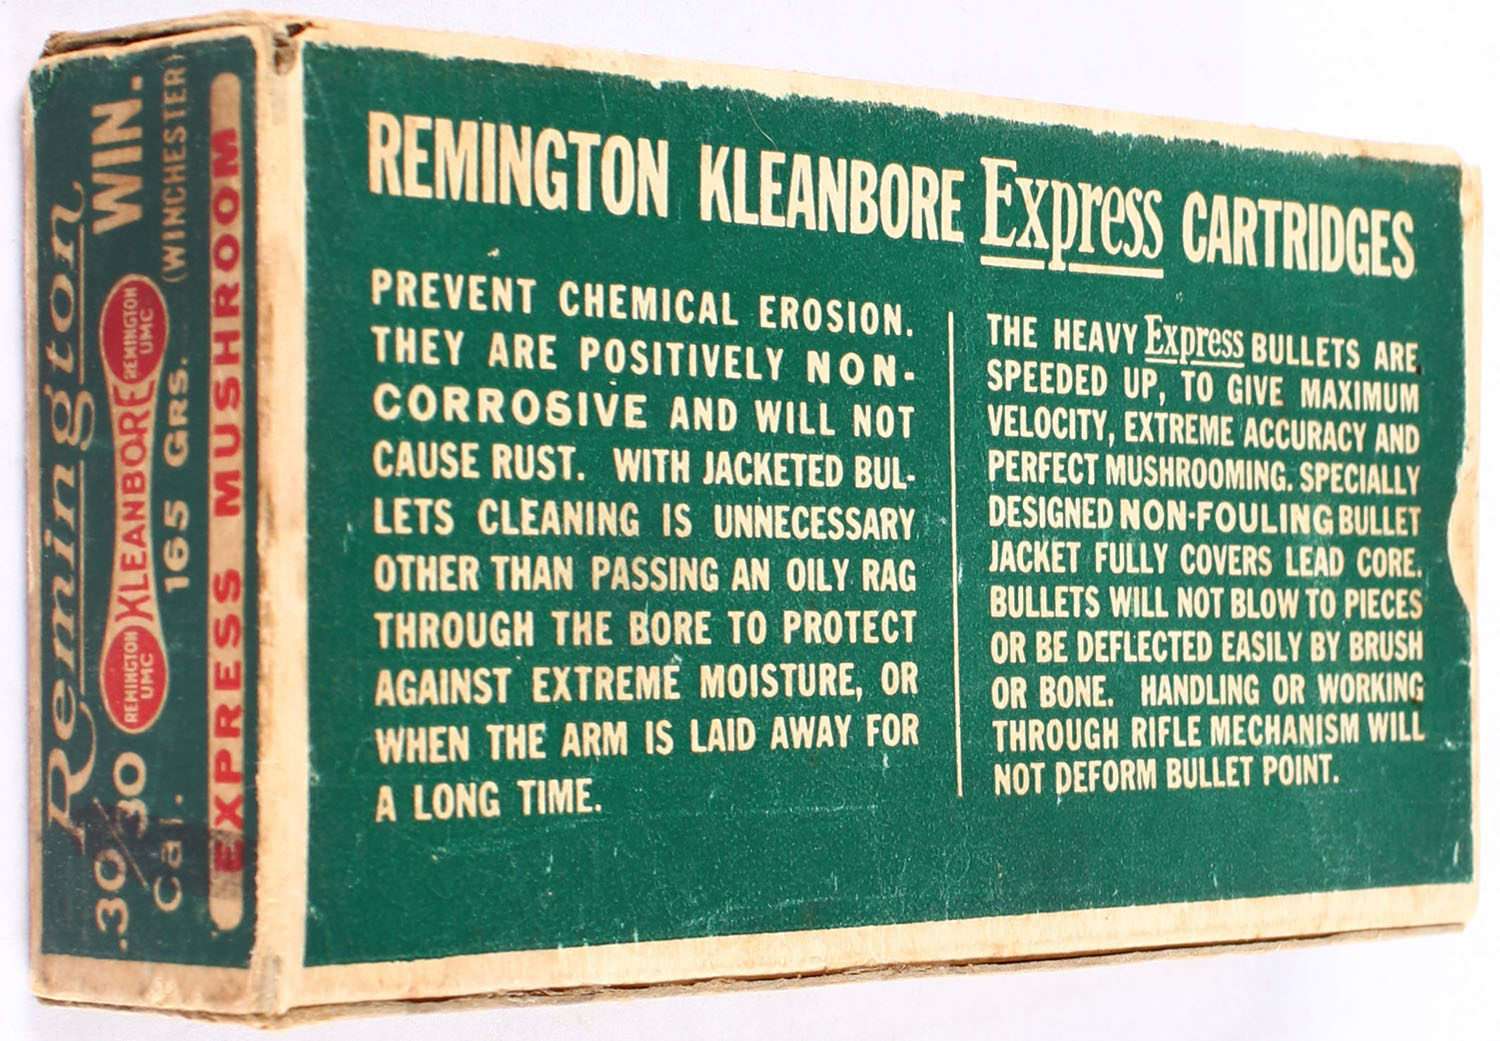 Remington
.30/30 KLEANBORE WIN.
REMINGTON
UMC
REMINGTON
UMC
Cal. 165 Grs. (WINCHESTER)
EXPRESS MUSHROOM
REMINGTON KLEANBORE Express CARTRIDGES
PREVENT CHEMICAL EROSION.
THEY ARE POSITIVELY NON-
CORROSIVE AND WILL NOT
CAUSE RUST. WITH JACKETED BUL-
LETS CLEANING IS UNNECESSARY
OTHER THAN PASSING AN OILY RAG
THROUGH THE BORE TO PROTECT
AGAINST EXTREME MOISTURE, OR
WHEN THE ARM IS LAID AWAY FOR
A LONG TIME.
THE HEAVY Express BULLETS ARE
SPEEDED UP, TO GIVE MAXIMUM
VELOCITY, EXTREME ACCURACY AND
PERFECT MUSHROOMING. SPECIALLY
DESIGNED NON-FOULING BULLET
JACKET FULLY COVERS LEAD CORE.
BULLETS WILL NOT BLOW TO PIECES
OR BE DEFLECTED EASILY BY BRUSH
OR BONE. HANDLING OR WORKING
THROUGH RIFLE MECHANISM WILL
NOT DEFORM BULLET POINT.